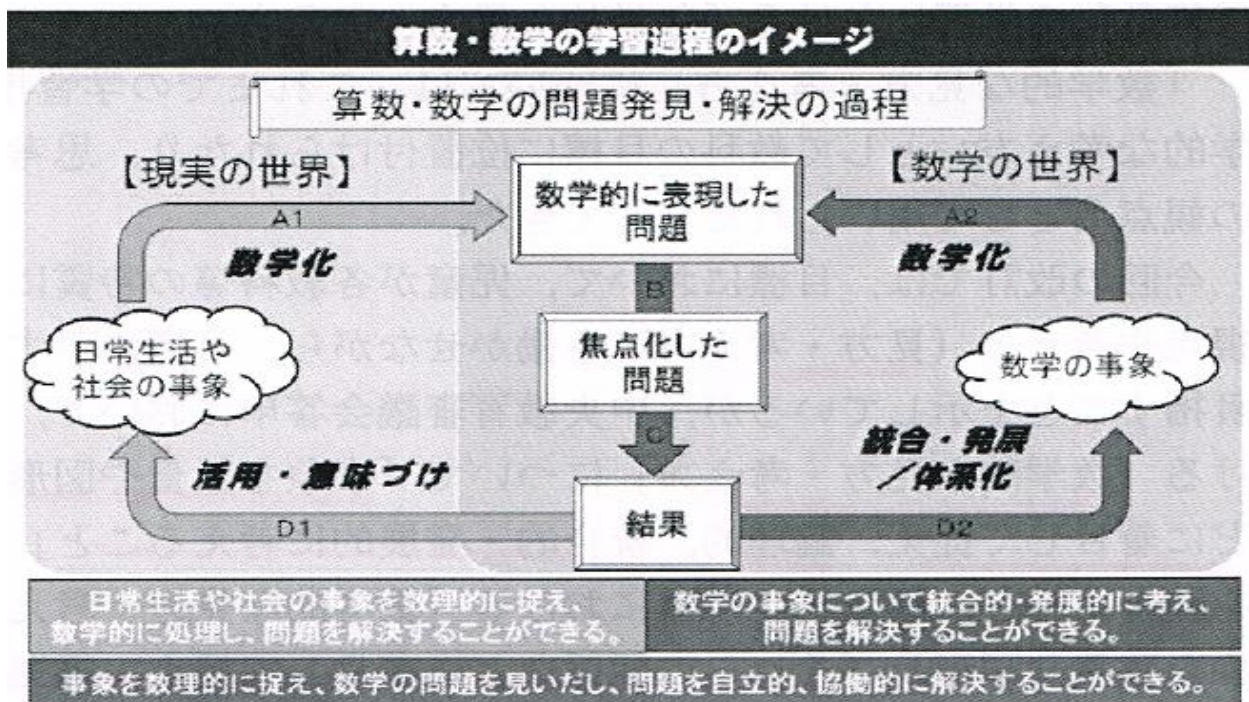 算数・数学の学習過程のイメージ
算数・数学の問題発見・解決の過程
【現実の世界】
【数学の世界】
A1
数学化
数学的に表現した
問題
A2
数学化
B
日常生活や
社会の事象
焦点化した
問題
数学の事象
C
活用・意味づけ
統合・発展
／体系化
D1
結果
D2
日常生活や社会の事象を数理的に捉え、
数学的に処理し、問題を解決することができる。
数学の事象について統合的・発展的に考え、
問題を解決することができる。
事象を数理的に捉え、数学の問題を見いだし、問題を自立的、協働的に解決することができる。